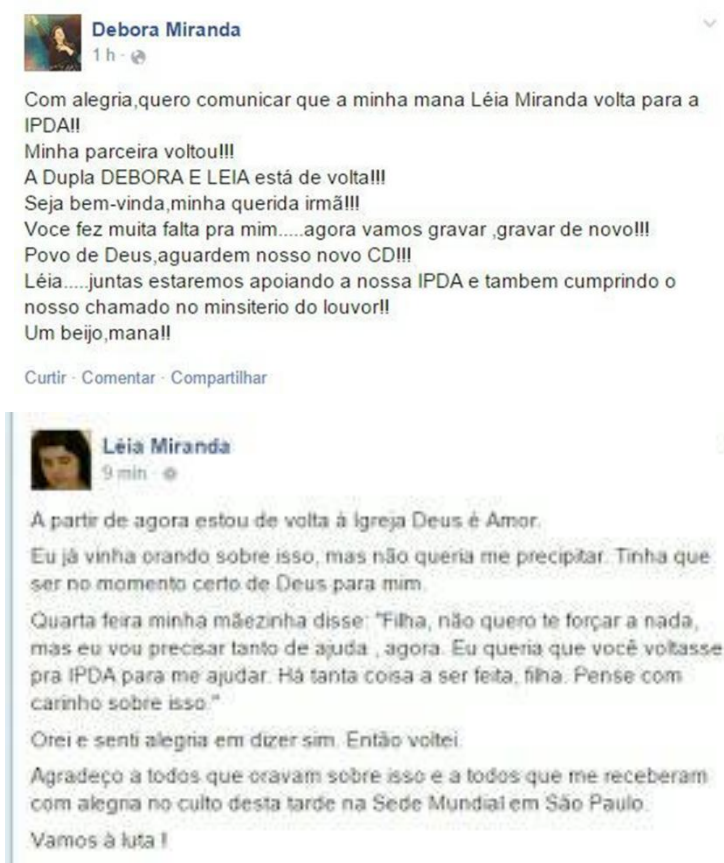 Debora Miranda
1 h ·
Com alegria,quero comunicar que a minha mana Léia Miranda volta para a
IPDA!!
Minha parceira voltou!!!
A Dupla DEBORA E LEIA está de volta!!!
Seja bem-vinda,minha querida irmã!!!
Voce fez muita falta pra mim.....agora vamos gravar ,gravar de novo!!!
Povo de Deus,aguardem nosso novo CD!!!
Léia.....juntas estaremos apoiando a nossa IPDA e tambem cumprindo o
nosso chamado no minsiterio do louvor!!
Um beijo,mana!!
Curtir · Comentar · Compartilhar
Léia Miranda
9 min ·
A partir de agora estou de volta à Igreja Deus é Amor.
Eu já vinha orando sobre isso, mas não queria me precipitar. Tinha que
ser no momento certo de Deus para mim.
Quarta feira minha mãezinha disse: "Filha, não quero te forçar a nada,
mas eu vou precisar tanto de ajuda , agora. Eu queria que você voltasse
pra IPDA para me ajudar. Há tanta coisa a ser feita, filha. Pense com
carinho sobre isso."
Orei e senti alegria em dizer sim. Então voltei.
Agradeço a todos que oravam sobre isso e a todos que me receberam
com alegria no culto desta tarde na Sede Mundial em São Paulo.
Vamos à luta !